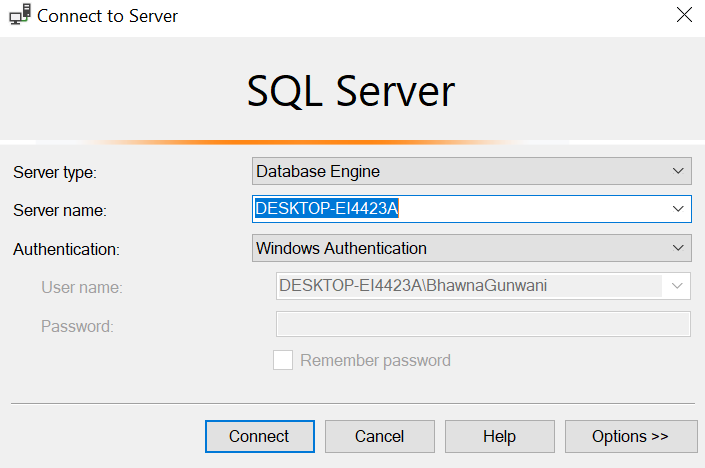 Connect to Server
SQL Server
Server type: Database Engine
Server name: DESKTOP-EI4423A
Authentication: Windows Authentication
User name: DESKTOP-EI4423A\BhawnaGunwani
Password:
Remember password
Connect Cancel Help Options >>